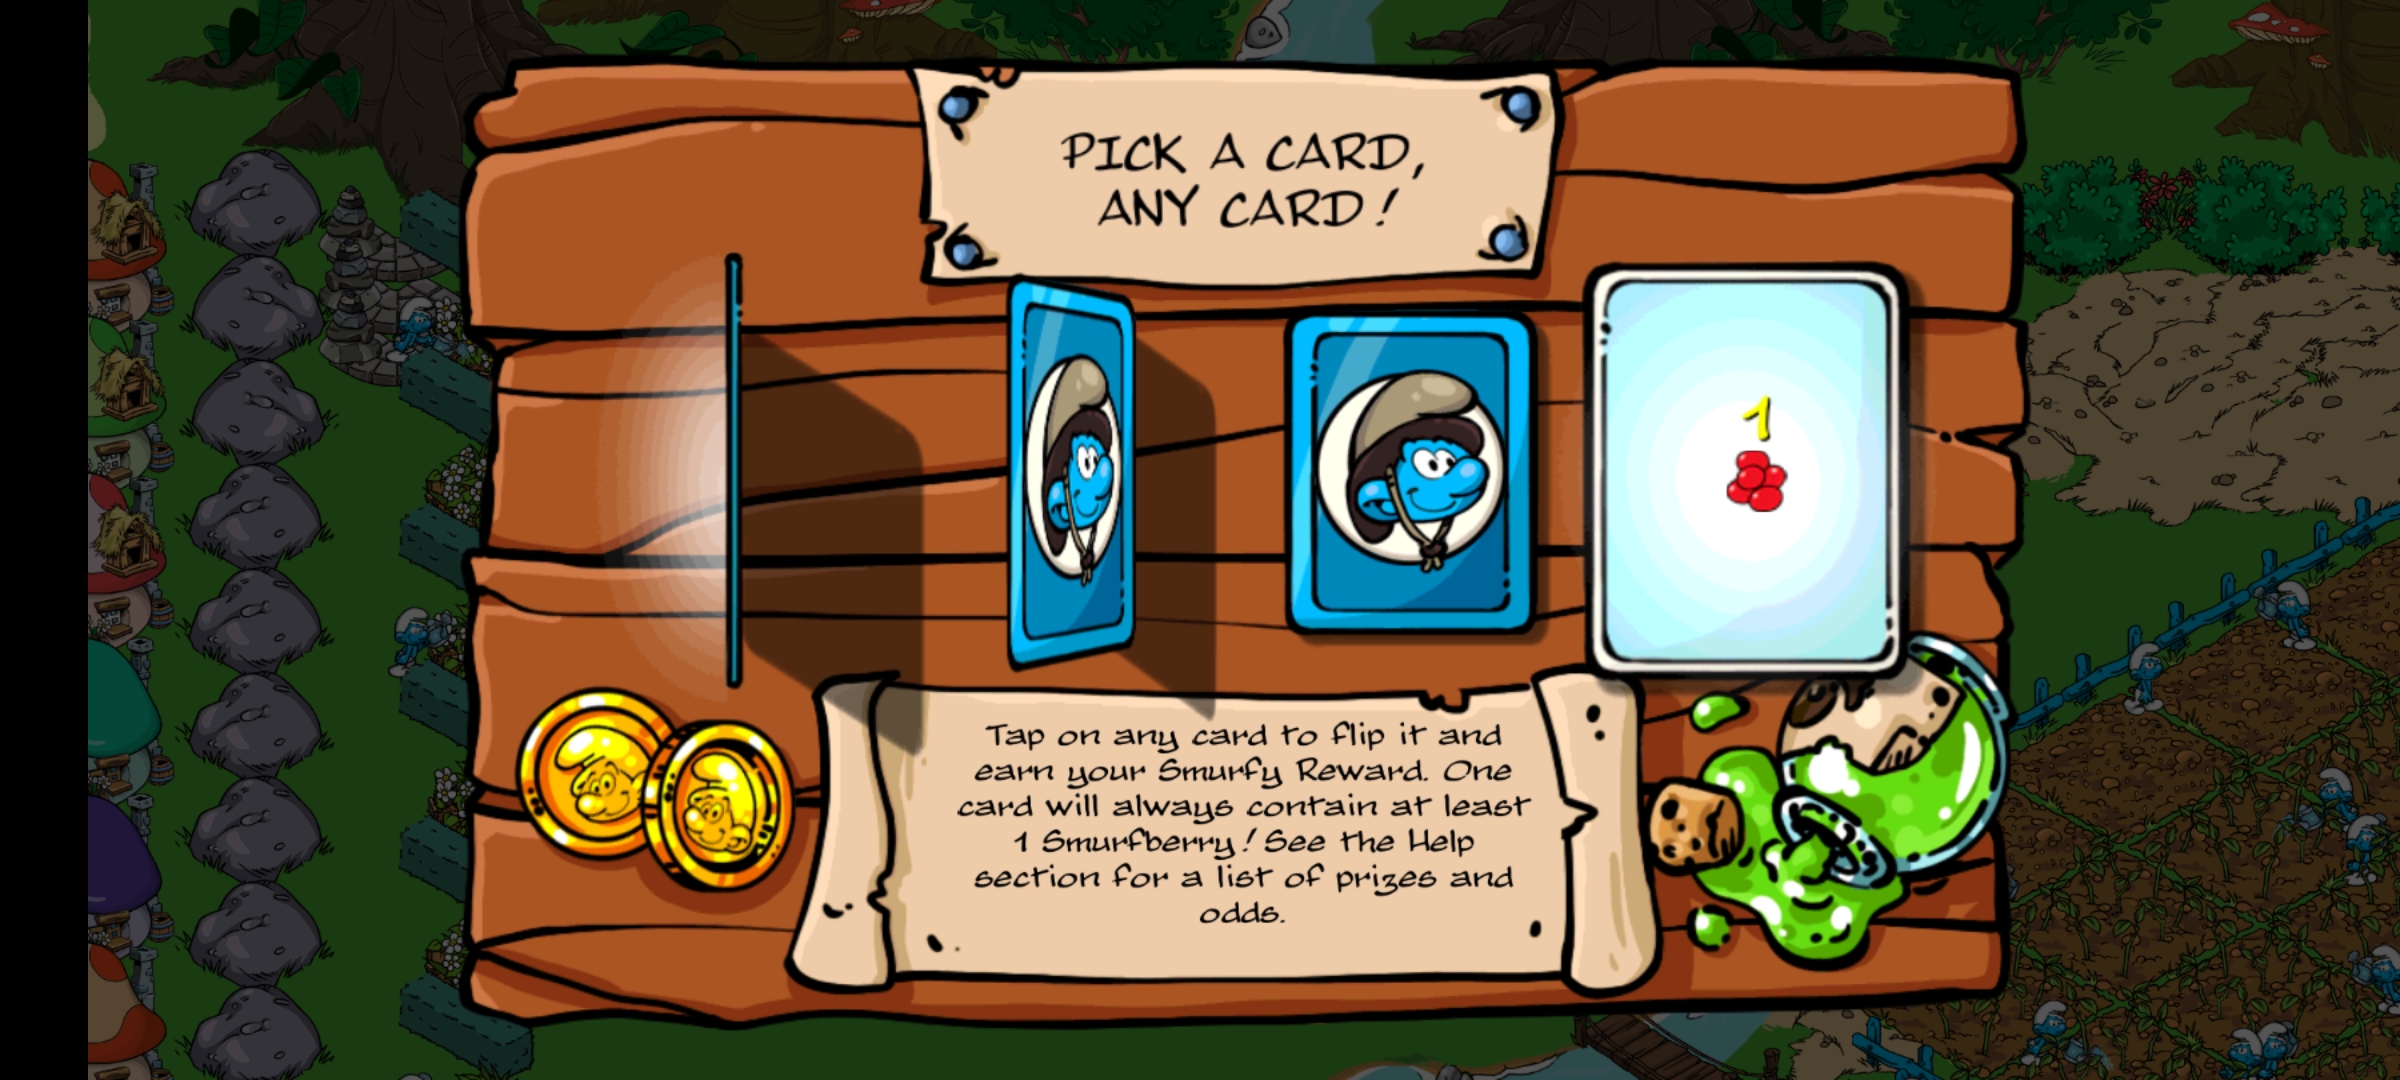 PICK A CARD,
ANY CARD!
1
Tap on any card to flip it and
earn your Smurfy Reward. One
card will always contain at least
1 Smurfberry! See the Help
section for a list of prizes and
odds.